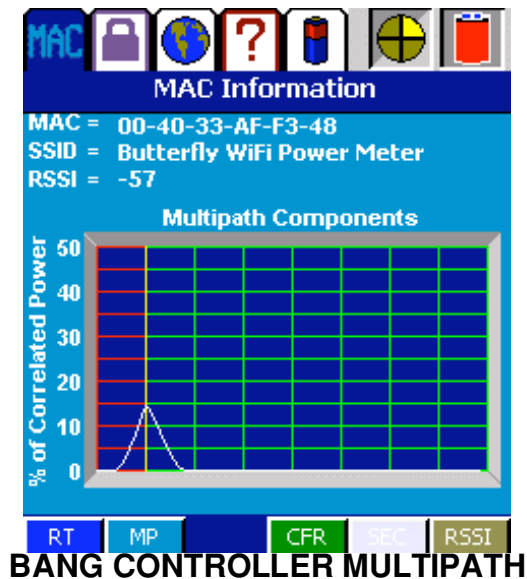 MAC ?
MAC Information
MAC = 00-40-33-AF-F3-48
SSID = Butterfly WiFi Power Meter
RSSI = -57
Multipath Components
% of Correlated Power
50
40
30
20
10
0
RT MP CFR SEC RSSI
BANG CONTROLLER MULTIPATH